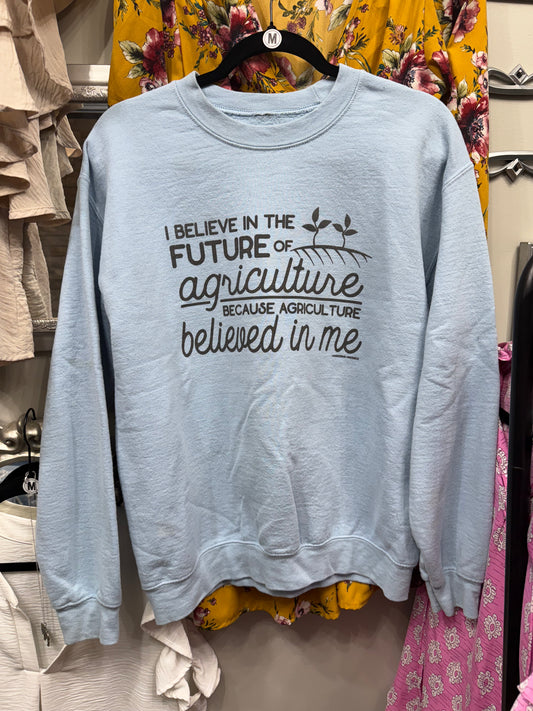 M
I BELIEVE IN THE
FUTURE OF
agriculture
BECAUSE AGRICULTURE
believed in me
M